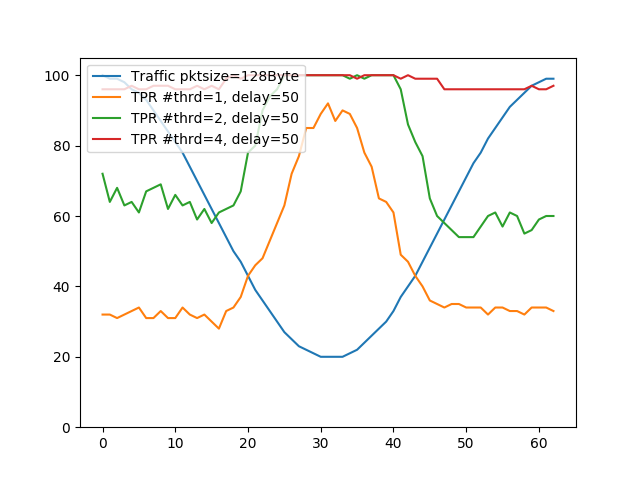 100
80
60
40
20
0
Traffic pktsize=128Byte
TPR #thrd=1, delay=50
TPR #thrd=2, delay=50
TPR #thrd=4, delay=50
0 10 20 30 40 50 60